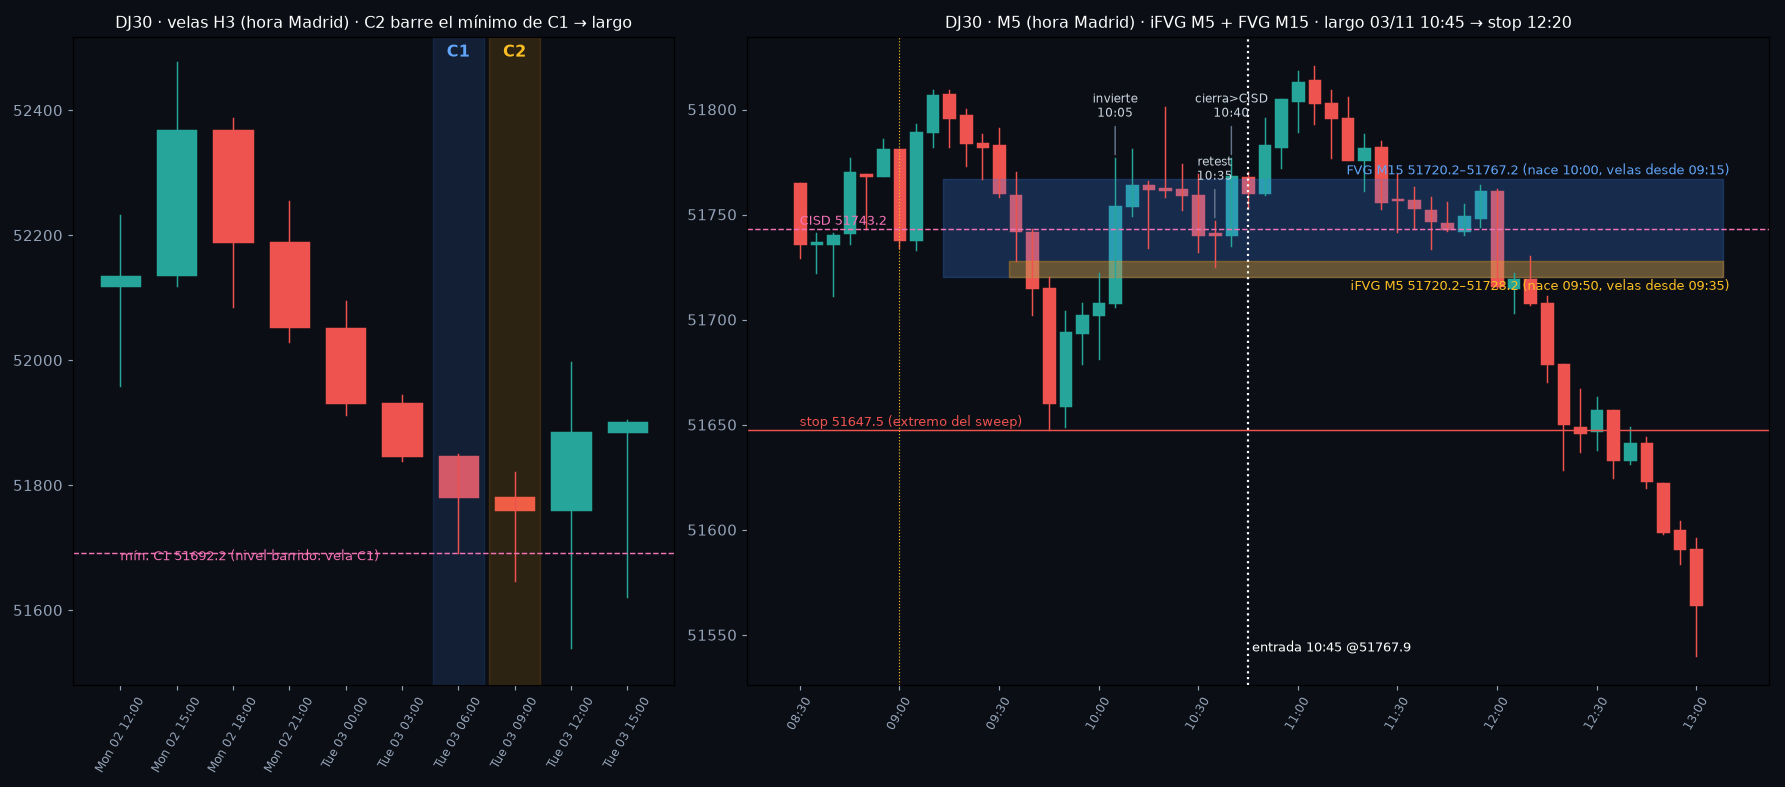 DJ30 · velas H3 (hora Madrid) · C2 barre el mínimo de C1 → largo
C1
C2
52400
52200
52000
51800
51600
mín. C1 51692.2 (nivel barrido: vela C1)
Mon 02 12:00
Mon 02 15:00
Mon 02 18:00
Mon 02 21:00
Tue 03 00:00
Tue 03 03:00
Tue 03 06:00
Tue 03 09:00
Tue 03 12:00
Tue 03 15:00
DJ30 · M5 (hora Madrid) · iFVG M5 + FVG M15 · largo 03/11 10:45 → stop 12:20
51800
51750
51700
51650
51600
51550
invierte
10:05
cierra>CISD
10:40
retest
10:35
FVG M15 51720.2–51767.2 (nace 10:00, velas desde 09:15)
CISD 51743.2
iFVG M5 51720.2–51728.2 (nace 09:50, velas desde 09:35)
stop 51647.5 (extremo del sweep)
entrada 10:45 @51767.9
08:30
09:00
09:30
10:00
10:30
11:00
11:30
12:00
12:30
13:00